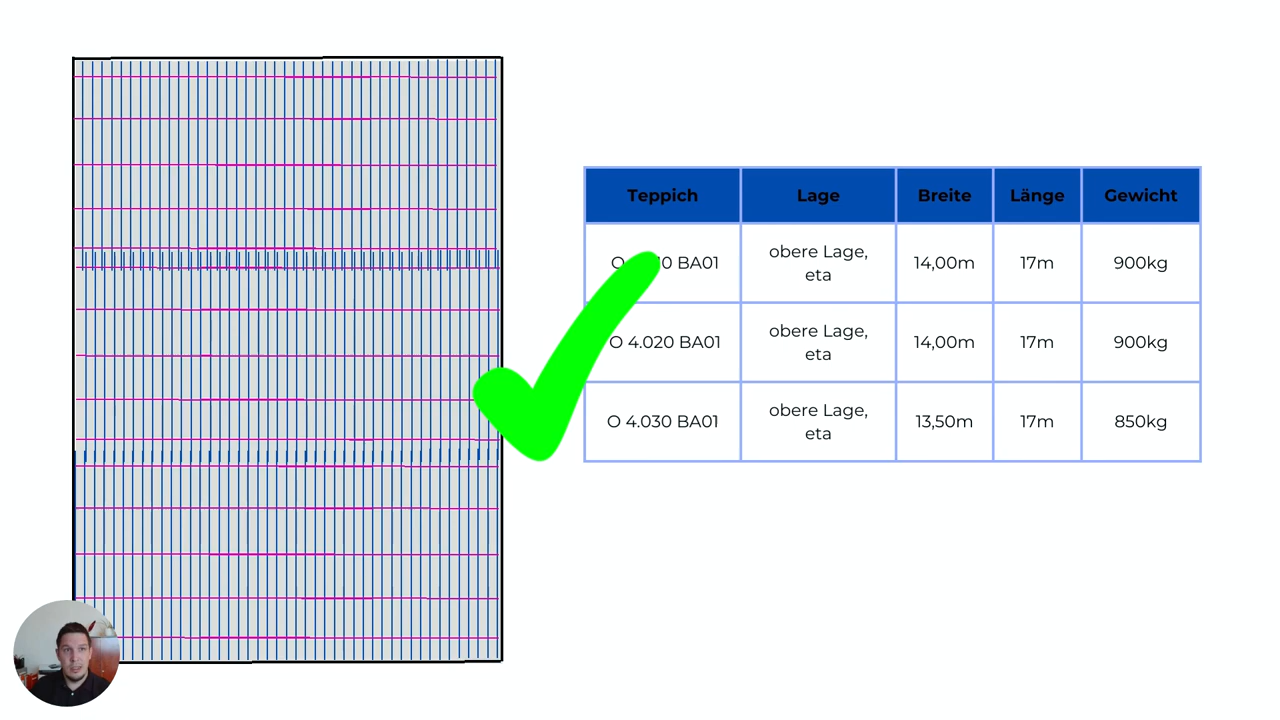 Teppich Lage Breite Länge Gewicht
O 10 BA01 obere Lage, eta 14,00m 17m 900kg
O 4.020 BA01 obere Lage, eta 14,00m 17m 900kg
O 4.030 BA01 obere Lage, eta 13,50m 17m 850kg